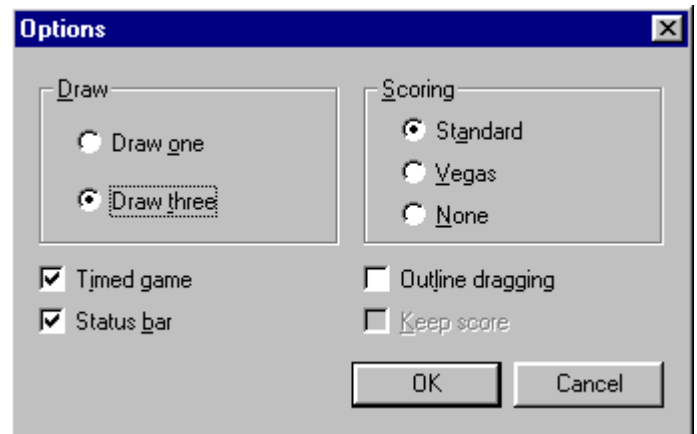 Options
Draw
Draw one
Draw three
Scoring
Standard
Vegas
None
Timed game
Status bar
Outline dragging
Keep score
OK
Cancel